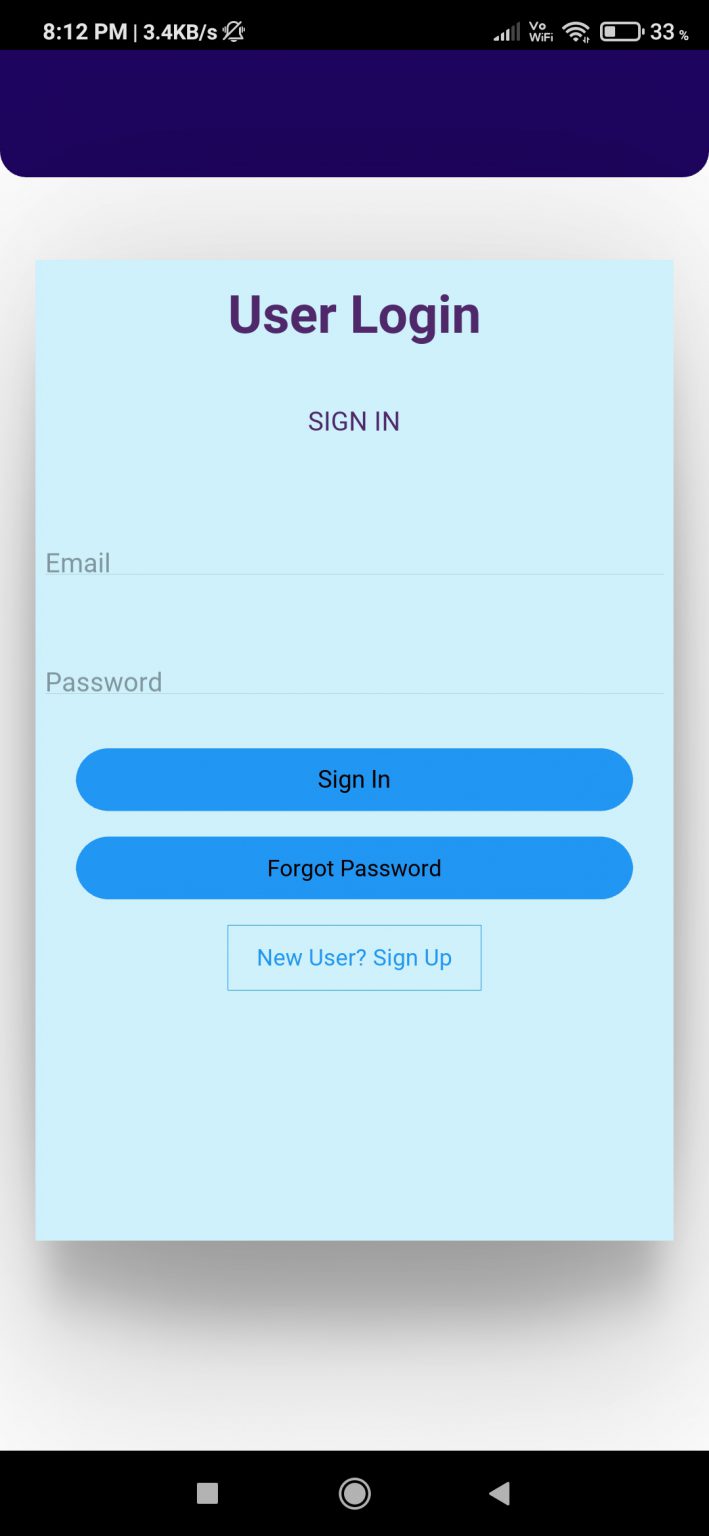 8:12 PM | 3.4KB/s Vo WiFi 33 %
User Login
SIGN IN
Email
Password
Sign In
Forgot Password
New User? Sign Up